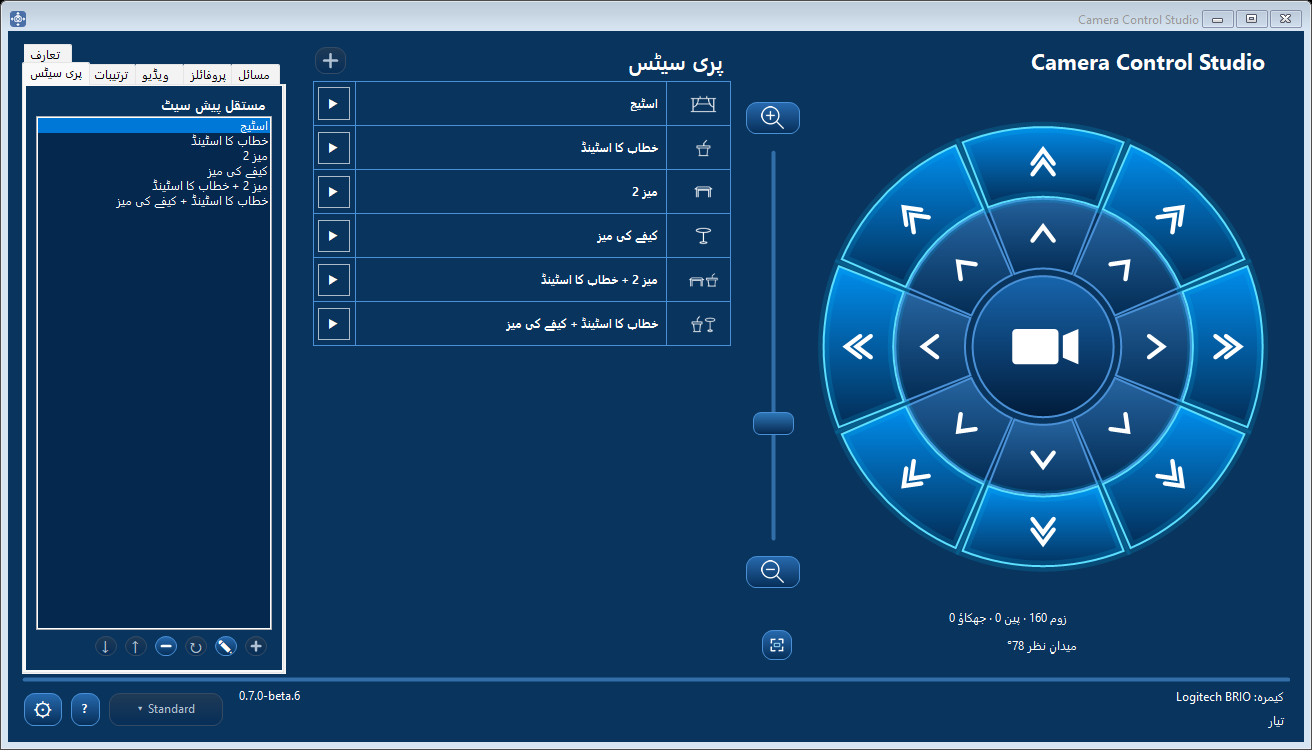 Camera Control Studio
تعارف
پری سیٹس
ترتیبات
ویڈیو
پروفائلز
مسائل
مستقل پیش سیٹ
اسٹیج
خطاب کا اسٹینڈ
میز 2
کیفے کی میز
میز 2 + خطاب کا اسٹینڈ
خطاب کا اسٹینڈ + کیفے کی میز
پری سیٹس
اسٹیج
خطاب کا اسٹینڈ
میز 2
کیفے کی میز
میز 2 + خطاب کا اسٹینڈ
خطاب کا اسٹینڈ + کیفے کی میز
Camera Control Studio
زوم 160 · پین 0 · جھکاؤ 0
میدانِ نظر 78°
?
Standard
0.7.0-beta.6
کیمرہ: Logitech BRIO
تیار